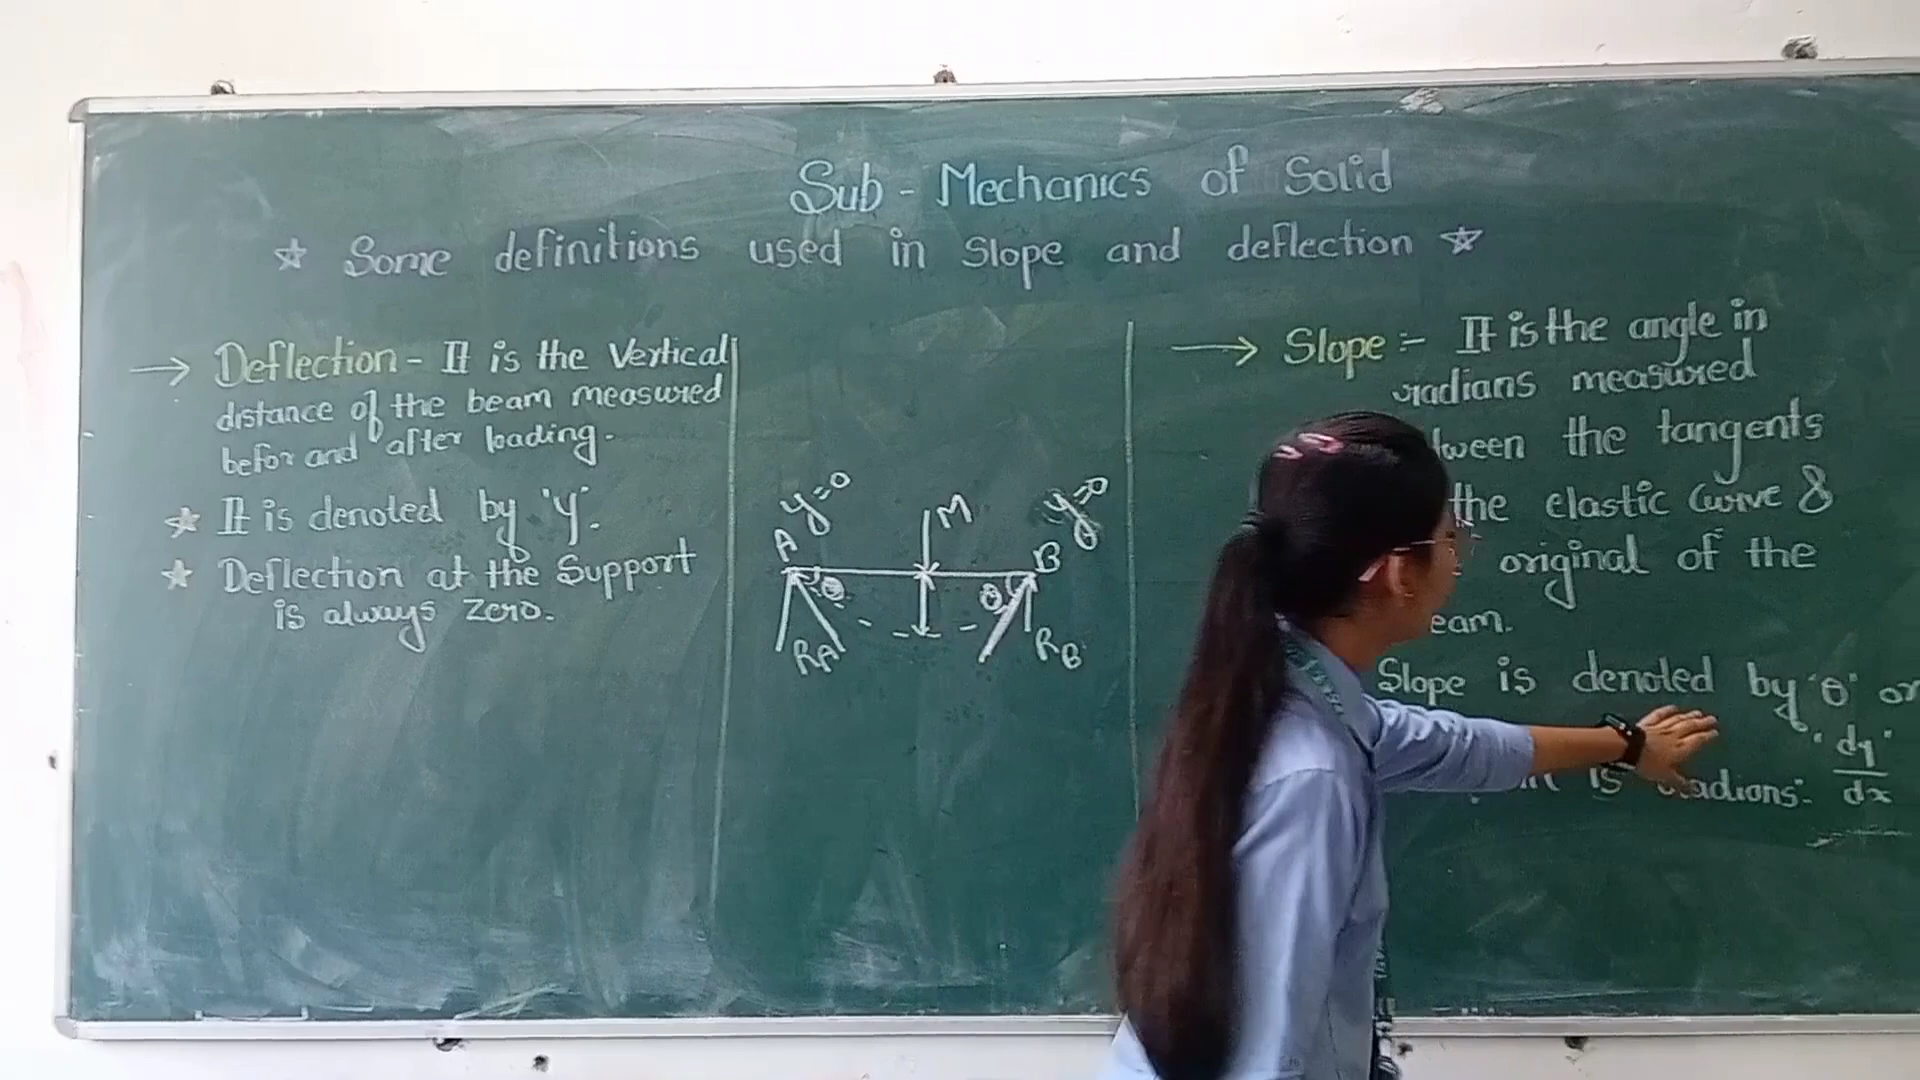 Sub - Mechanics of Solid
☆ Some definitions used in slope and deflection ☆
→ Deflection - It is the Vertical
distance of the beam measured
befor and after loading.
☆ It is denoted by 'y'.
☆ Deflection at the Support
is always Zero.
A y=0
M
B y=0
θ
θ
RA
RB
→ Slope :- It is the angle in
radians measured
tween the tangents
the elastic curve &
original of the
eam.
Slope is denoted by 'θ' or
'dy/dx'
is radians.